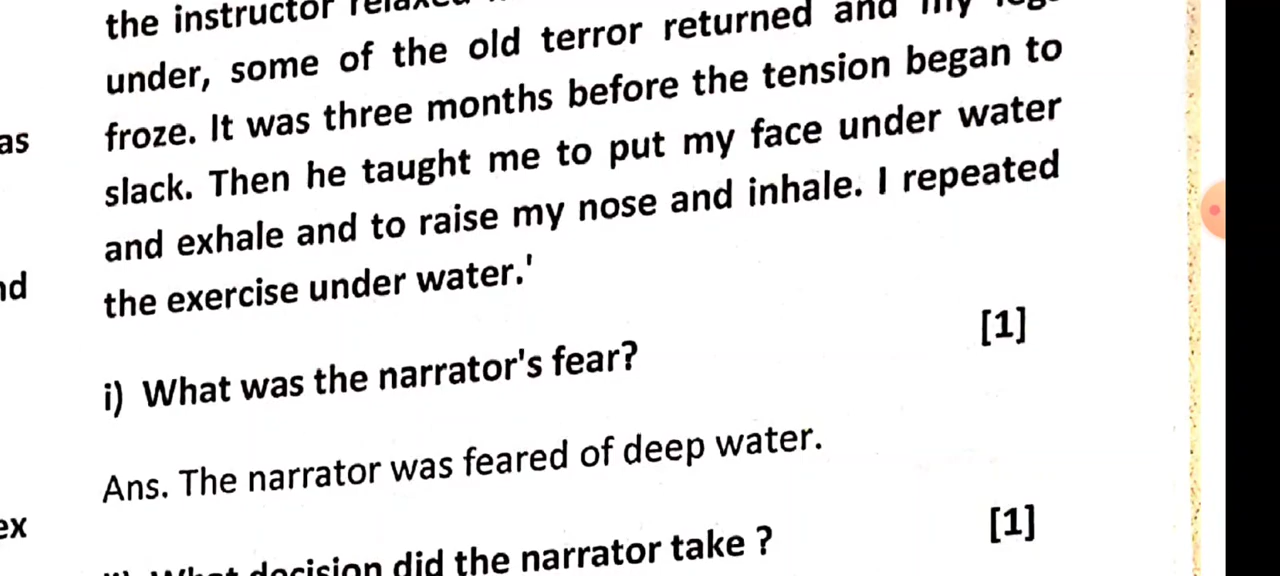 the instructor
under, some of the old terror returned and my
froze. It was three months before the tension began to
as
slack. Then he taught me to put my face under water
and exhale and to raise my nose and inhale. I repeated
nd
the exercise under water.'
[1]
i) What was the narrator's fear?
Ans. The narrator was feared of deep water.
ex
[1]
What decision did the narrator take ?